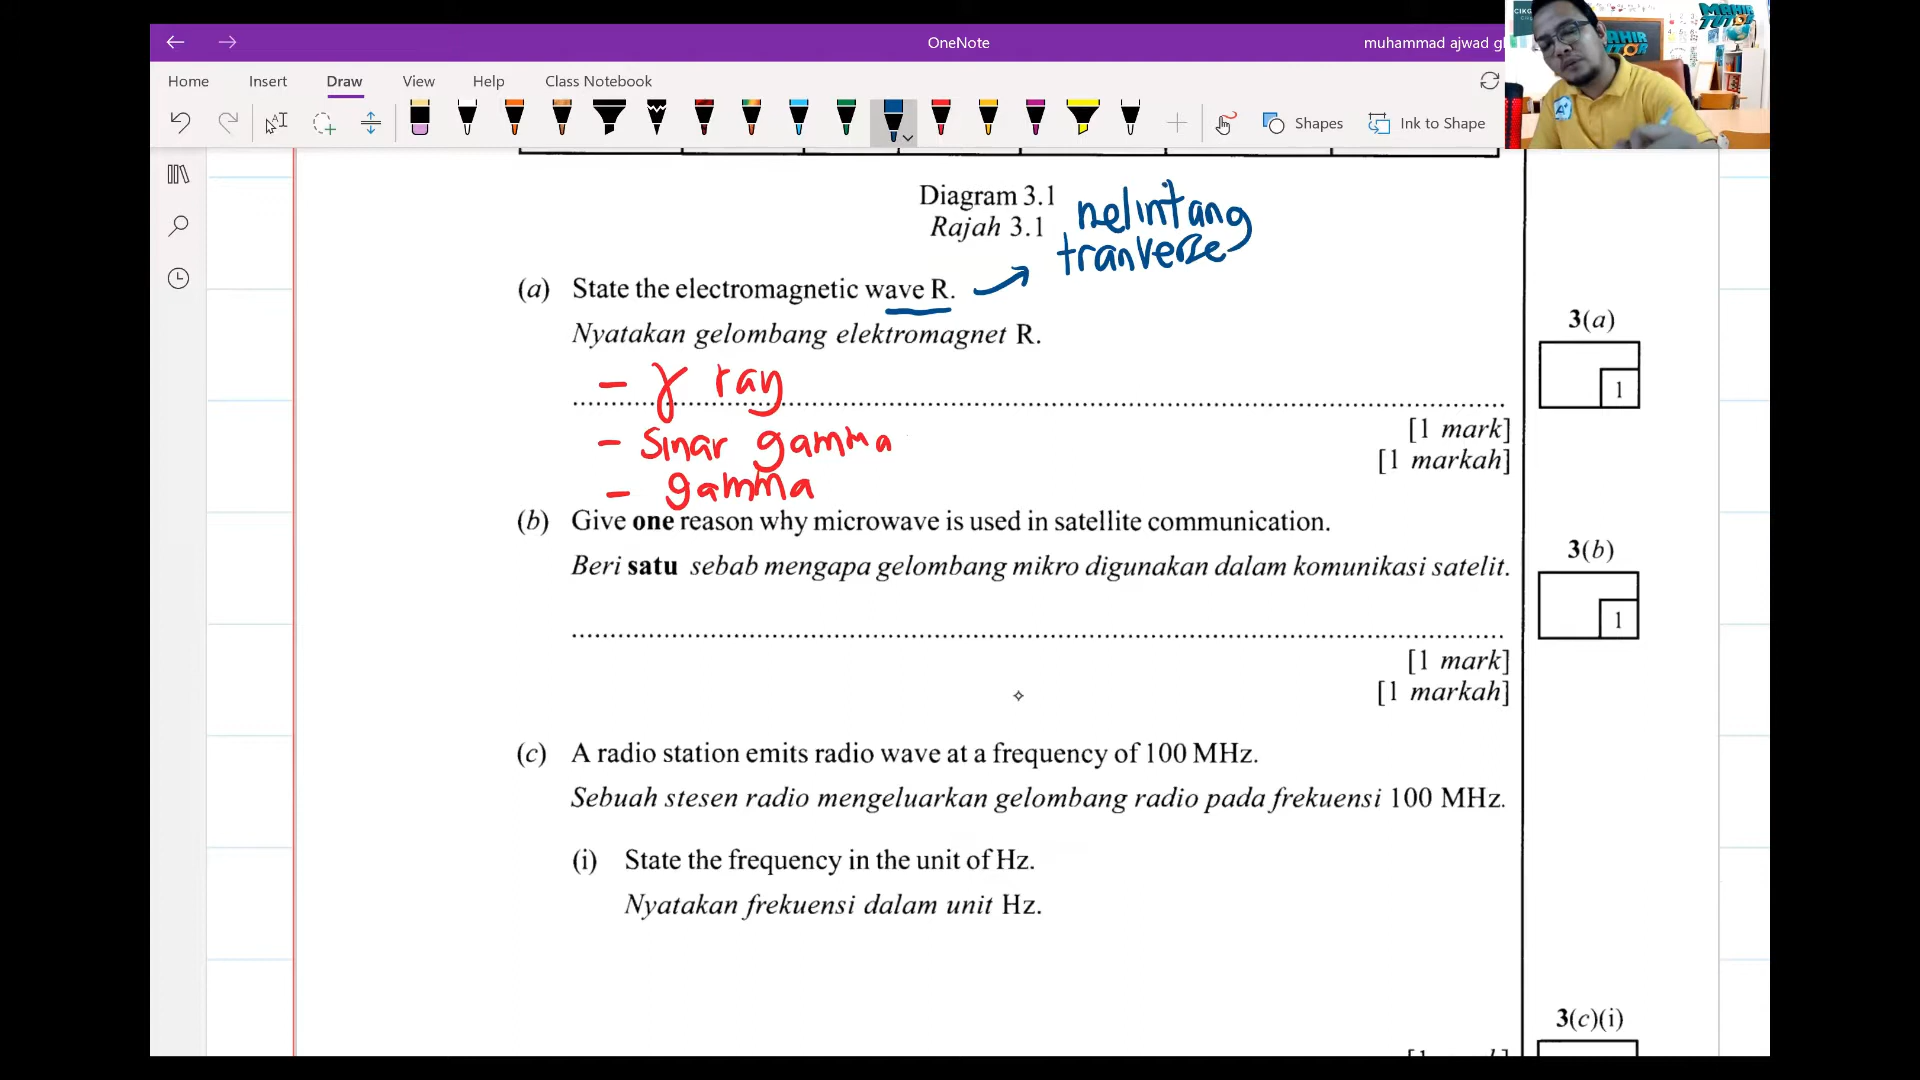 OneNote
muhammad ajwad gh
Home Insert Draw View Help Class Notebook
Shapes Ink to Shape
Diagram 3.1
Rajah 3.1
melintang
tranverse
(a) State the electromagnetic wave R.
Nyatakan gelombang elektromagnet R.
3(a)
1
– γ ray
[1 mark]
– sinar gamma
[1 markah]
– gamma
(b) Give one reason why microwave is used in satellite communication.
Beri satu sebab mengapa gelombang mikro digunakan dalam komunikasi satelit.
3(b)
1
[1 mark]
[1 markah]
(c) A radio station emits radio wave at a frequency of 100 MHz.
Sebuah stesen radio mengeluarkan gelombang radio pada frekuensi 100 MHz.
(i) State the frequency in the unit of Hz.
Nyatakan frekuensi dalam unit Hz.
3(c)(i)